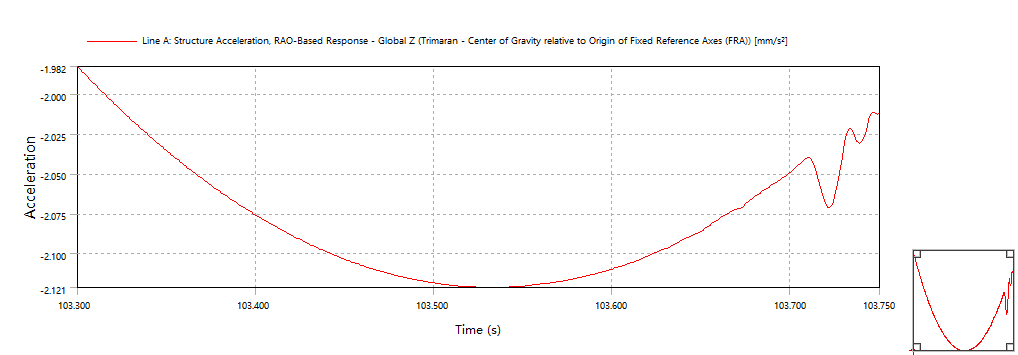 Line A: Structure Acceleration, RAO-Based Response - Global Z (Trimaran - Center of Gravity relative to Origin of Fixed Reference Axes (FRA)) [mm/s²]
-1.982
-2.000
-2.025
-2.050
-2.075
-2.100
-2.121
Acceleration
103.300 103.400 103.500 103.600 103.700 103.750
Time (s)